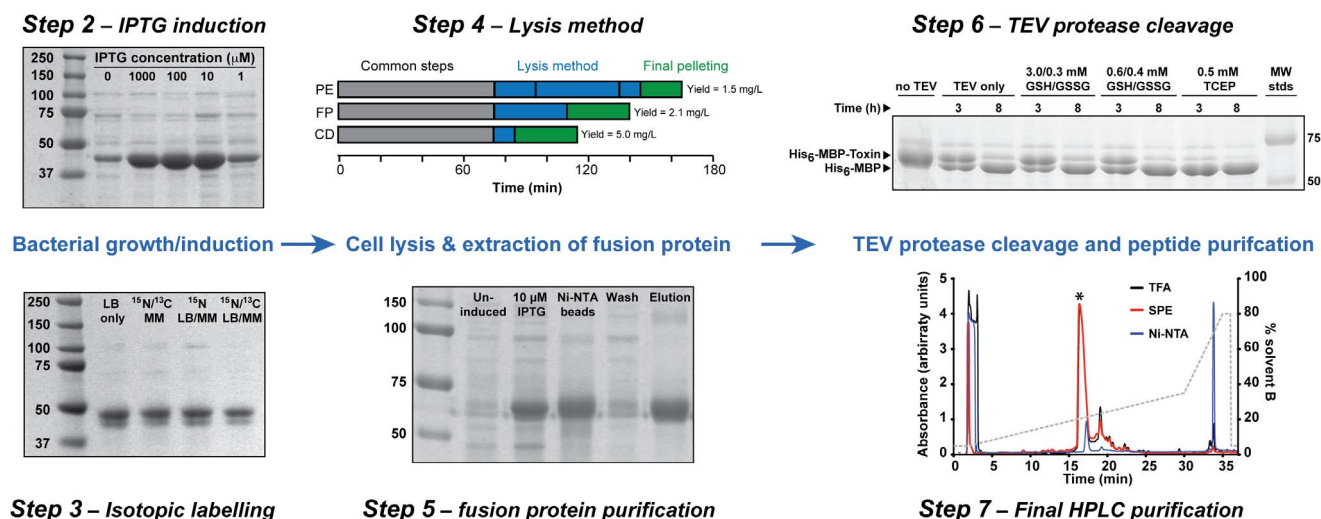 Step 2 – IPTG induction
250
150
100
75
50
37
IPTG concentration (μM)
0 1000 100 10 1
Step 4 – Lysis method
Common steps Lysis method Final pelleting
PE Yield = 1.5 mg/L
FP Yield = 2.1 mg/L
CD Yield = 5.0 mg/L
0 60 120 180
Time (min)
Step 6 – TEV protease cleavage
no TEV TEV only 3.0/0.3 mM GSH/GSSG 0.6/0.4 mM GSH/GSSG 0.5 mM TCEP MW stds
Time (h) 3 8 3 8 3 8 3 8
His6-MBP-Toxin
His6-MBP
75
50
Bacterial growth/induction
Cell lysis & extraction of fusion protein
TEV protease cleavage and peptide purifcation
250
150
100
75
50
37
LB only
15N/13C MM
15N LB/MM
15N/13C LB/MM
Step 3 – Isotopic labelling
150
100
75
50
Un-induced
10 μM IPTG
Ni-NTA beads
Wash
Elution
Step 5 – fusion protein purification
Absorbance (arbirraty units)
5
4
3
2
1
0
*
TFA
SPE
Ni-NTA
100
80
60
40
20
0
% solvent B
0 5 10 15 20 25 30 35
Time (min)
Step 7 – Final HPLC purification